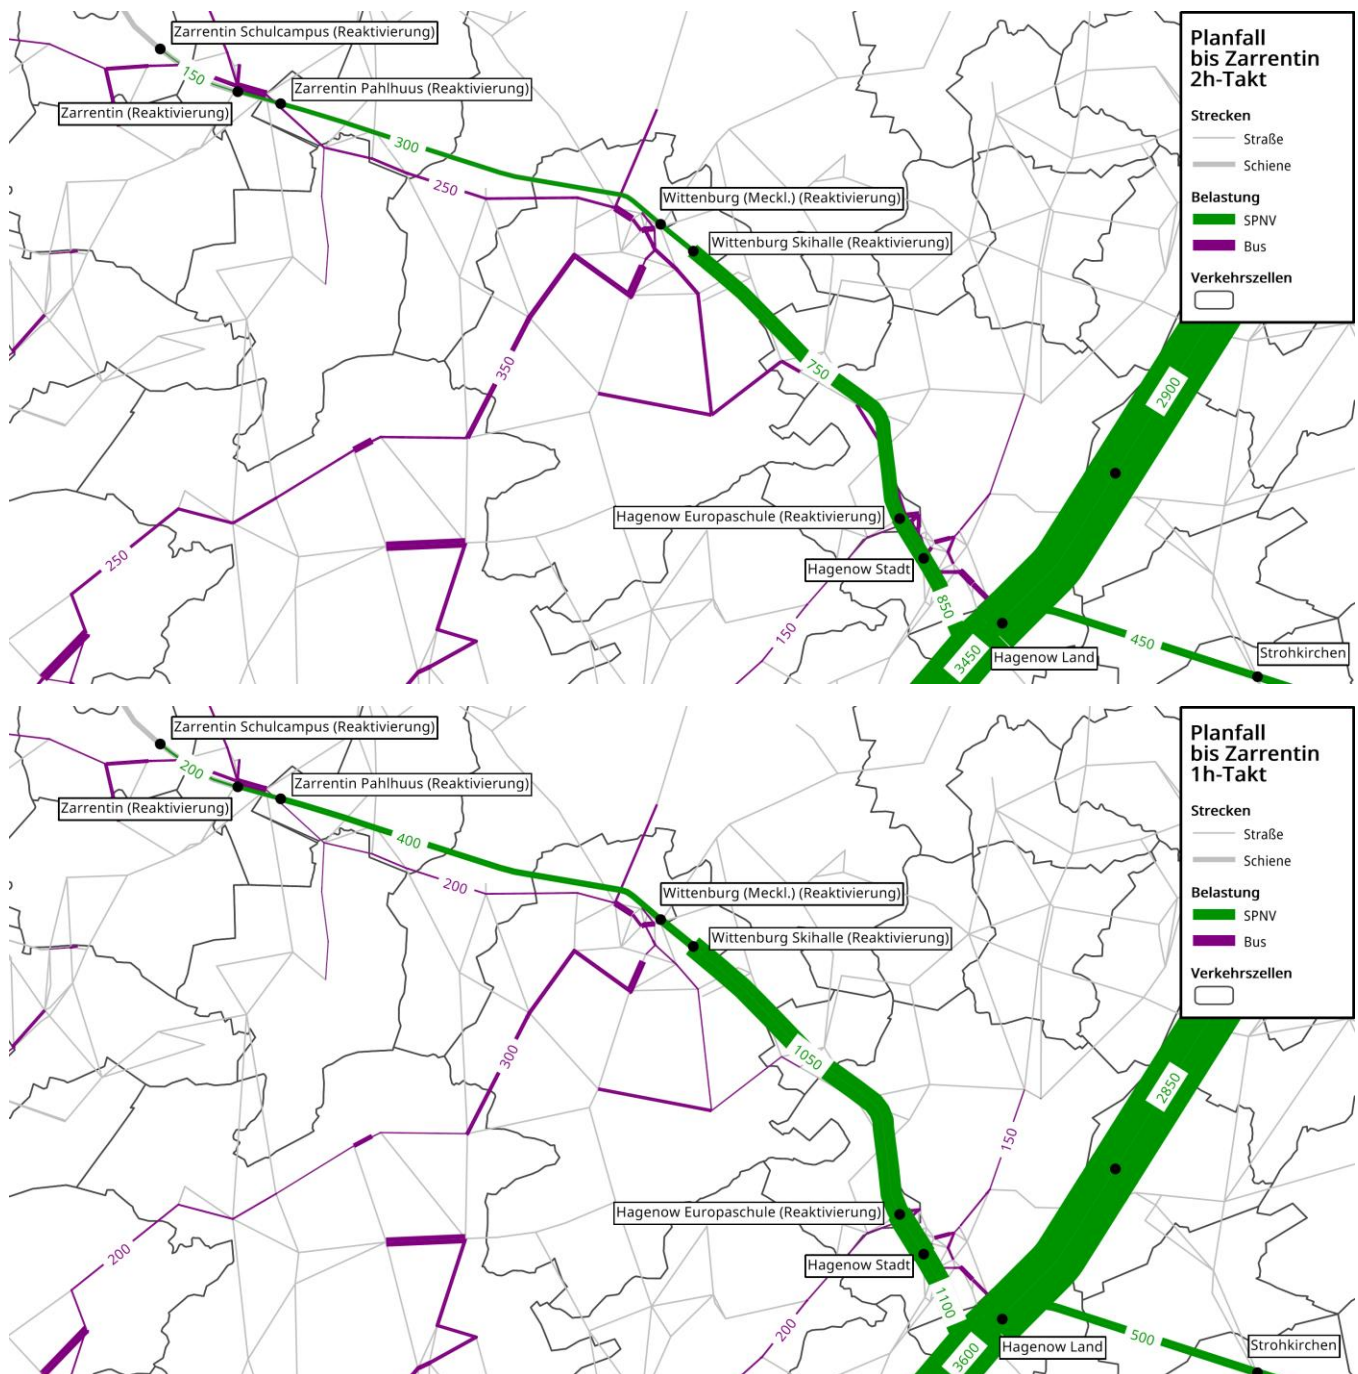 Zarrentin Schulcampus (Reaktivierung)
150
Zarrentin Pahlhuus (Reaktivierung)
Zarrentin (Reaktivierung)
300
250
Wittenburg (Meckl.) (Reaktivierung)
Wittenburg Skihalle (Reaktivierung)
350
750
2900
Hagenow Europaschule (Reaktivierung)
250
Hagenow Stadt
850
150
450
3450
Hagenow Land
Strohkirchen
Planfall
bis Zarrentin
2h-Takt
Strecken
Straße
Schiene
Belastung
SPNV
Bus
Verkehrszellen
Zarrentin Schulcampus (Reaktivierung)
200
Zarrentin Pahlhuus (Reaktivierung)
Zarrentin (Reaktivierung)
400
200
Wittenburg (Meckl.) (Reaktivierung)
Wittenburg Skihalle (Reaktivierung)
300
1050
2850
150
Hagenow Europaschule (Reaktivierung)
200
Hagenow Stadt
1100
200
500
3600
Hagenow Land
Strohkirchen
Planfall
bis Zarrentin
1h-Takt
Strecken
Straße
Schiene
Belastung
SPNV
Bus
Verkehrszellen